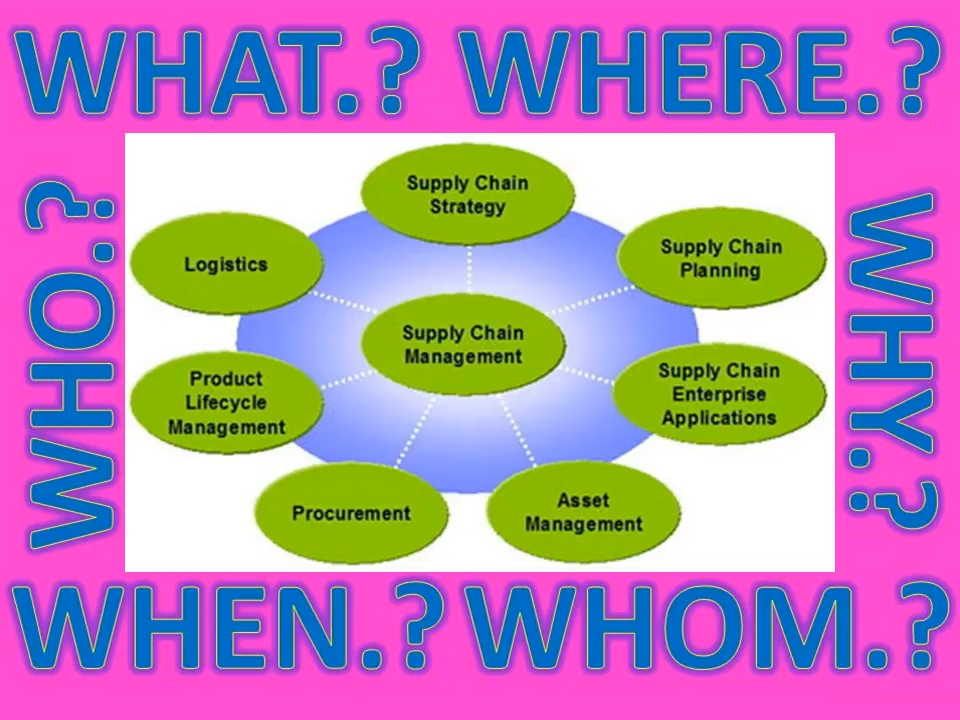 WHAT.? WHERE.?
WHO.?
WHY.?
Supply Chain
Strategy
Logistics
Supply Chain
Planning
Supply Chain
Management
Product
Lifecycle
Management
Supply Chain
Enterprise
Applications
Procurement
Asset
Management
WHEN.? WHOM.?